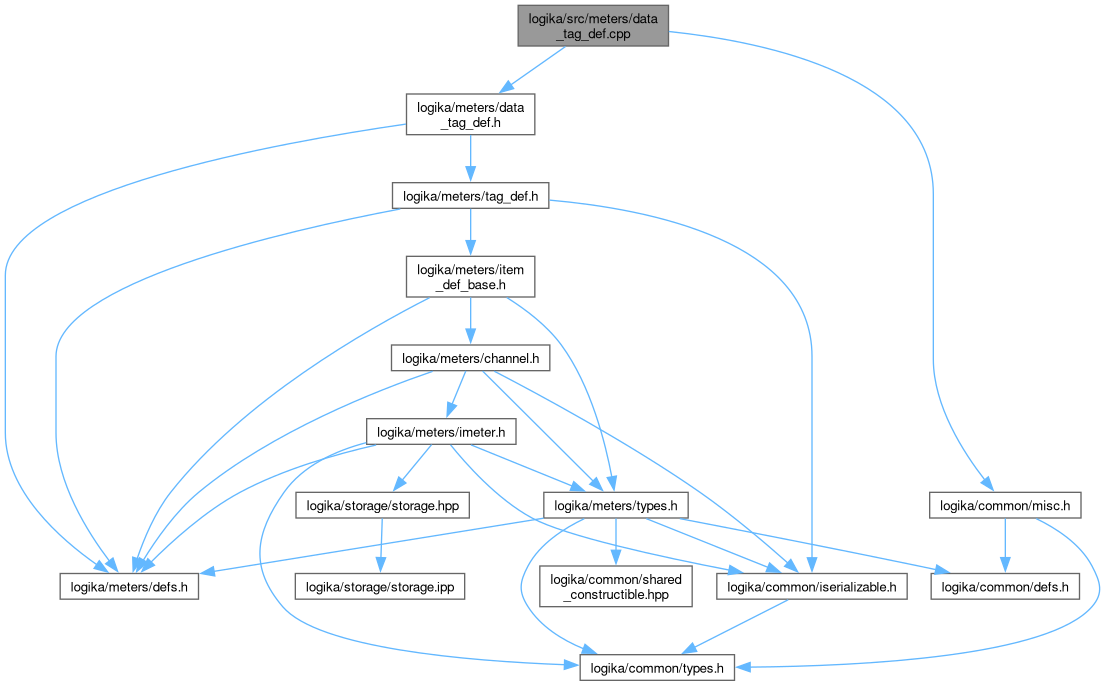 logika/src/meters/data
_tag_def.cpp
logika/meters/data
_tag_def.h
logika/meters/tag_def.h
logika/meters/item
_def_base.h
logika/meters/channel.h
logika/meters/imeter.h
logika/storage/storage.hpp
logika/meters/types.h
logika/common/misc.h
logika/meters/defs.h
logika/storage/storage.ipp
logika/common/shared
_constructible.hpp
logika/common/iserializable.h
logika/common/defs.h
logika/common/types.h